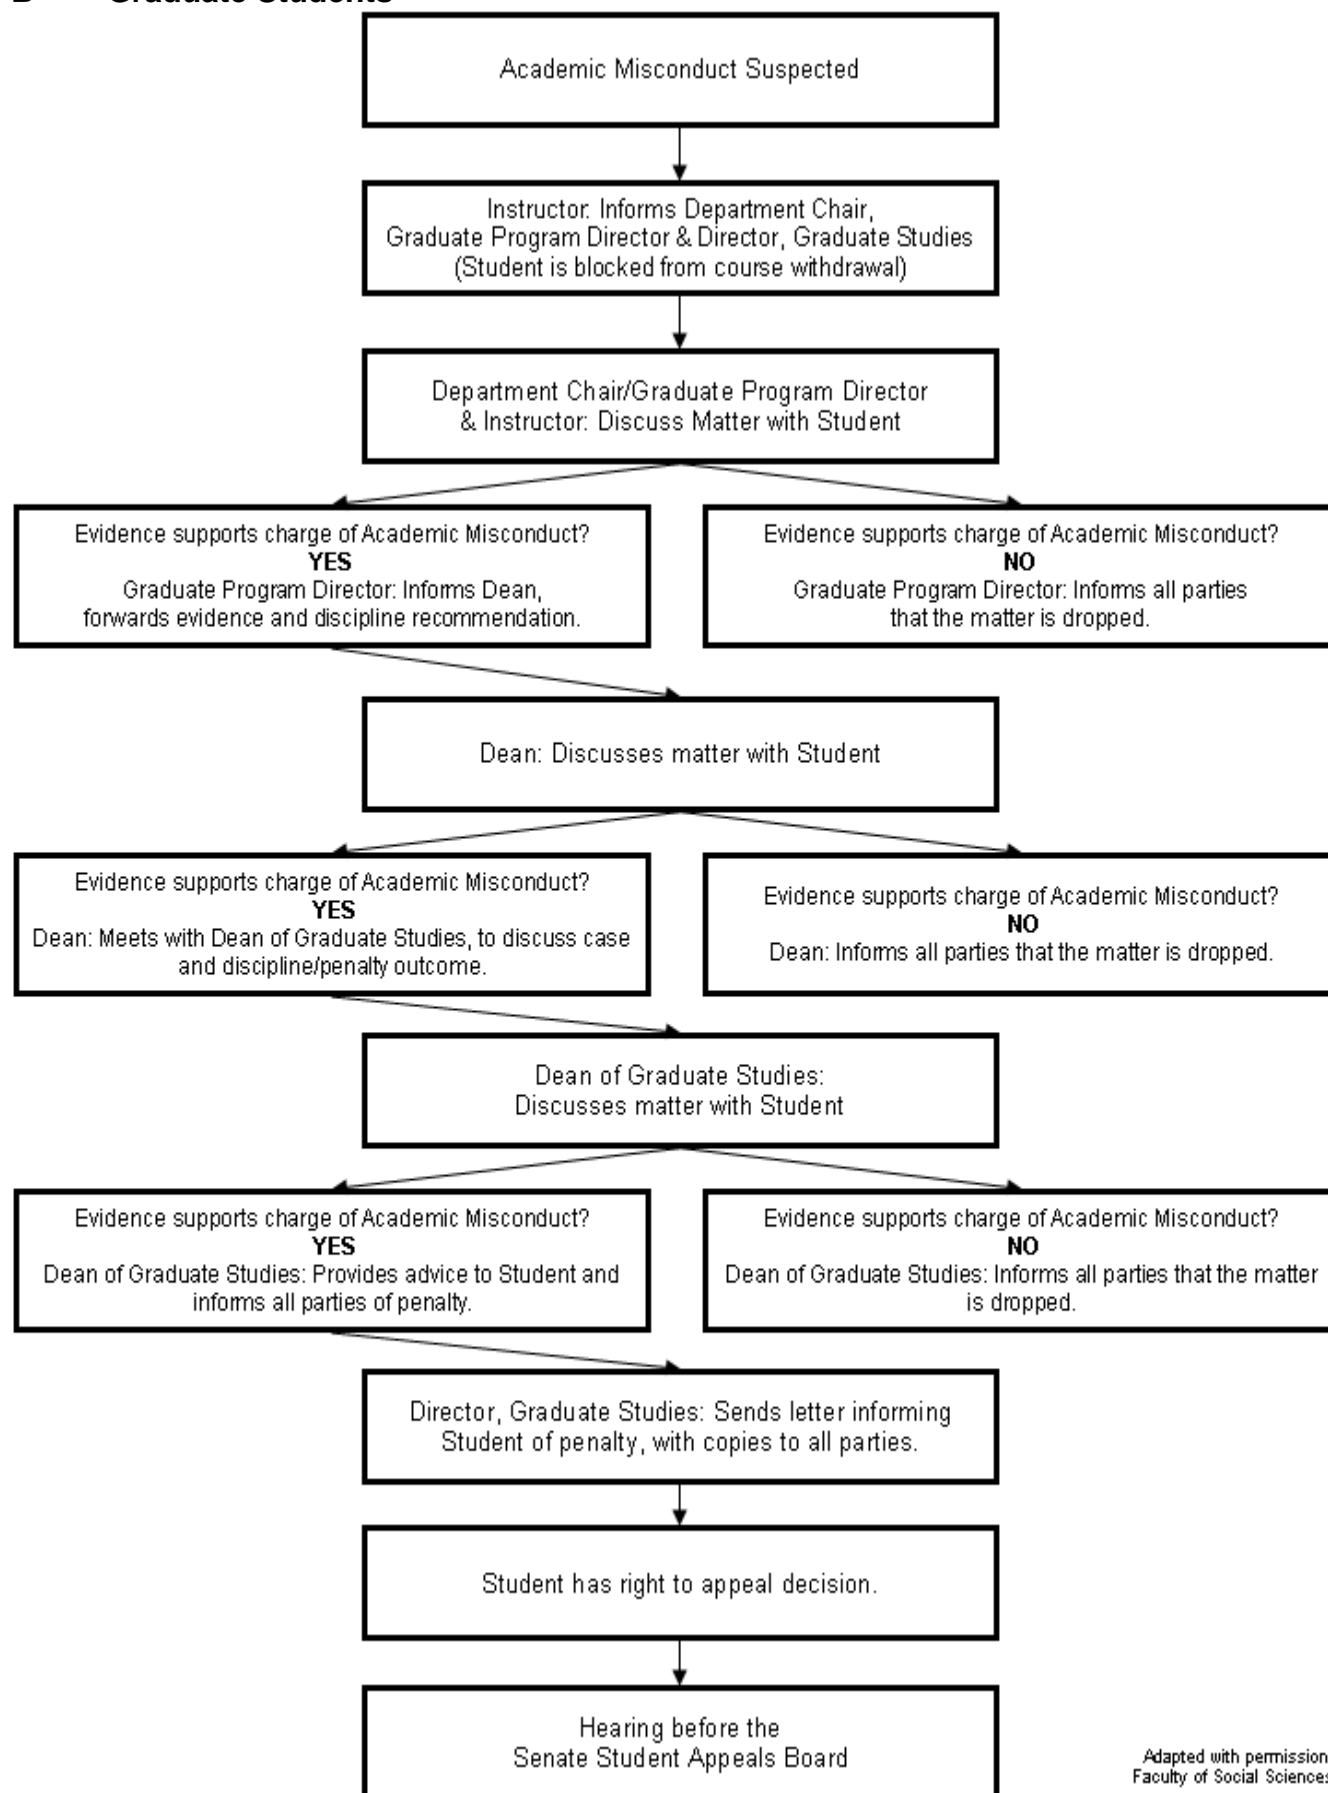 B Graduate Students
Academic Misconduct Suspected
Instructor: Informs Department Chair,
Graduate Program Director & Director, Graduate Studies
(Student is blocked from course withdrawal)
Department Chair/Graduate Program Director
& Instructor: Discuss Matter with Student
Evidence supports charge of Academic Misconduct?
YES
Graduate Program Director: Informs Dean,
forwards evidence and discipline recommendation.
Evidence supports charge of Academic Misconduct?
NO
Graduate Program Director: Informs all parties
that the matter is dropped.
Dean: Discusses matter with Student
Evidence supports charge of Academic Misconduct?
YES
Dean: Meets with Dean of Graduate Studies, to discuss case
and discipline/penalty outcome.
Evidence supports charge of Academic Misconduct?
NO
Dean: Informs all parties that the matter is dropped.
Dean of Graduate Studies:
Discusses matter with Student
Evidence supports charge of Academic Misconduct?
YES
Dean of Graduate Studies: Provides advice to Student and
informs all parties of penalty.
Evidence supports charge of Academic Misconduct?
NO
Dean of Graduate Studies: Informs all parties that the matter
is dropped.
Director, Graduate Studies: Sends letter informing
Student of penalty, with copies to all parties.
Student has right to appeal decision.
Hearing before the
Senate Student Appeals Board
Adapted with permission
Faculty of Social Sciences